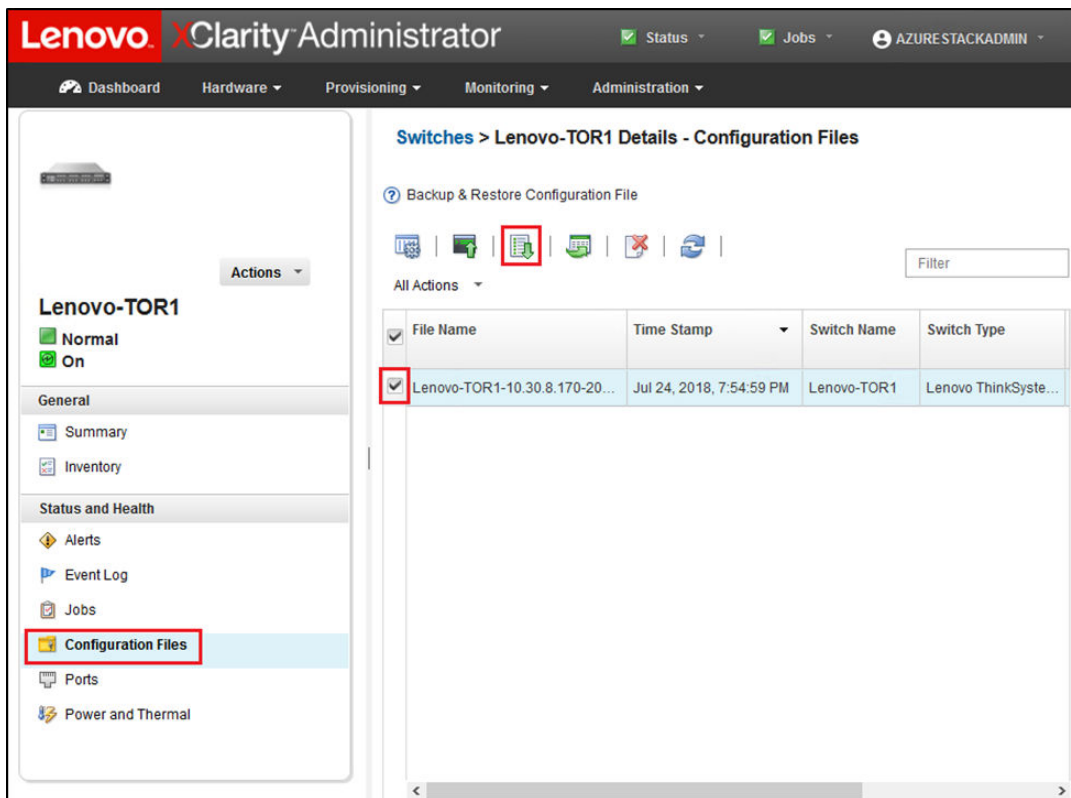 Lenovo. XClarity Administrator
Status
Jobs
AZURESTACKADMIN
Dashboard
Hardware
Provisioning
Monitoring
Administration
Switches > Lenovo-TOR1 Details - Configuration Files
Backup & Restore Configuration File
Actions
Filter
All Actions
Lenovo-TOR1
Normal
On
File Name
Time Stamp
Switch Name
Switch Type
Lenovo-TOR1-10.30.8.170-20...
Jul 24, 2018, 7:54:59 PM
Lenovo-TOR1
Lenovo ThinkSyste...
General
Summary
Inventory
Status and Health
Alerts
Event Log
Jobs
Configuration Files
Ports
Power and Thermal